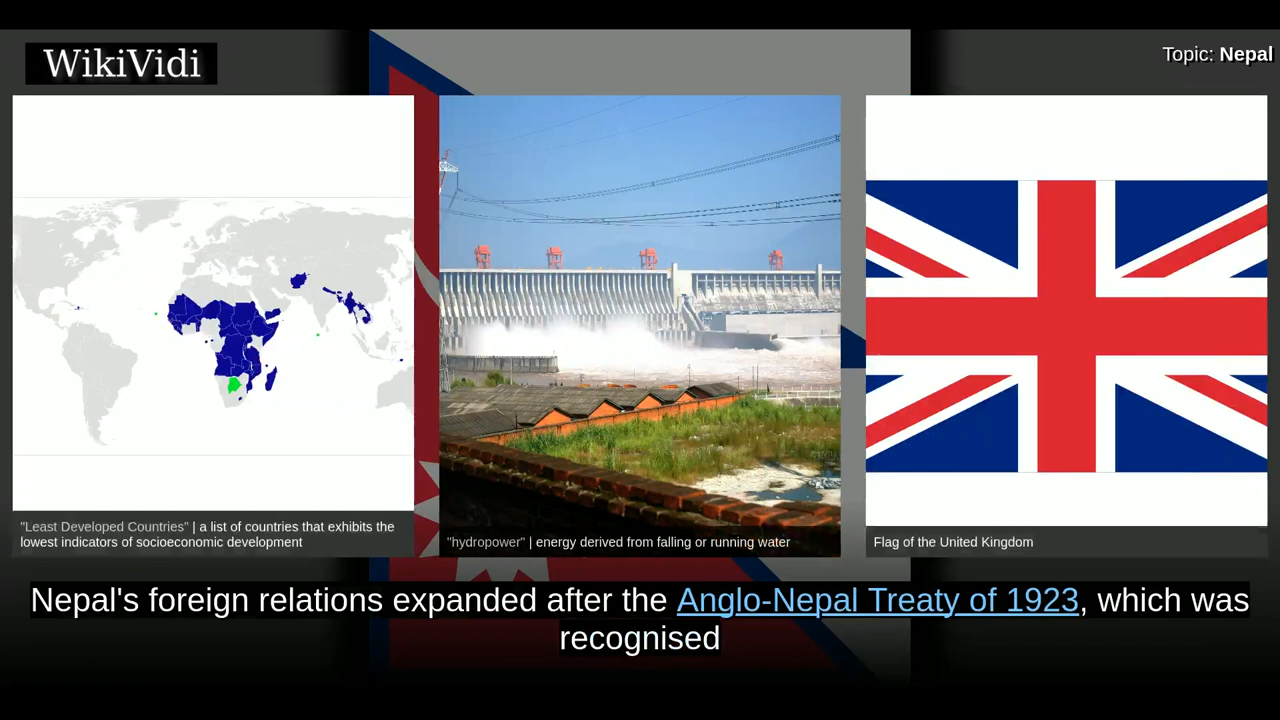 WikiVidi
Topic: Nepal
"Least Developed Countries" | a list of countries that exhibits the
lowest indicators of socioeconomic development
"hydropower" | energy derived from falling or running water
Flag of the United Kingdom
Nepal's foreign relations expanded after the Anglo-Nepal Treaty of 1923, which was
recognised